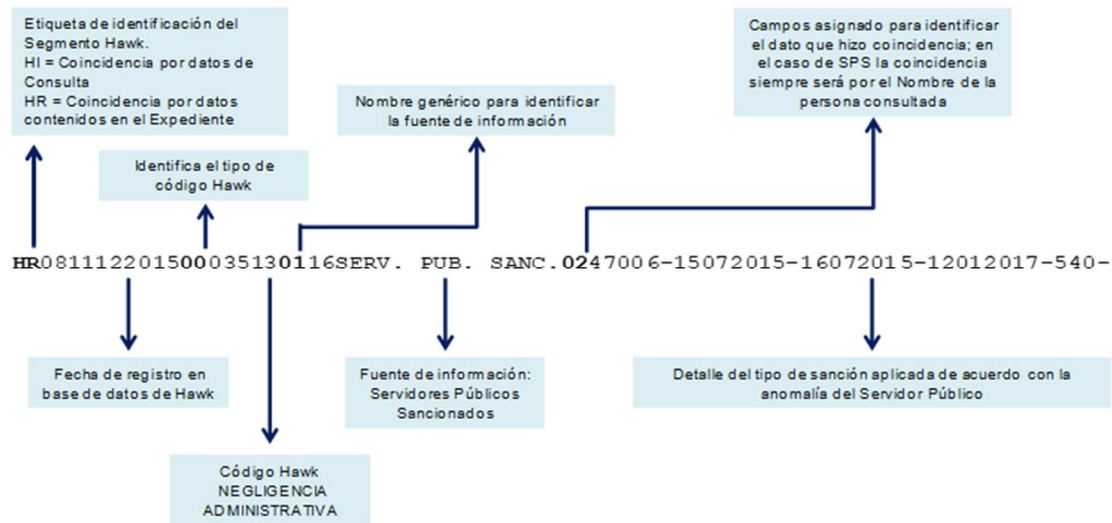 Etiqueta de identificación del
Segmento Hawk.
HI = Coincidencia por datos de
Consulta
HR = Coincidencia por datos
contenidos en el Expediente
Identifica el tipo de
código Hawk
Nombre genérico para identificar
la fuente de información
Campos asignado para identificar
el dato que hizo coincidencia; en
el caso de SPS la coincidencia
siempre será por el Nombre de la
persona consultada
HR081112201500035130116SERV. PUB. SANC.0247006-15072015-16072015-12012017-540-
Fecha de registro en
base de datos de Hawk
Código Hawk
NEGLIGENCIA
ADMINISTRATIVA
Fuente de información:
Servidores Públicos
Sancionados
Detalle del tipo de sanción aplicada de acuerdo con la
anomalía del Servidor Público